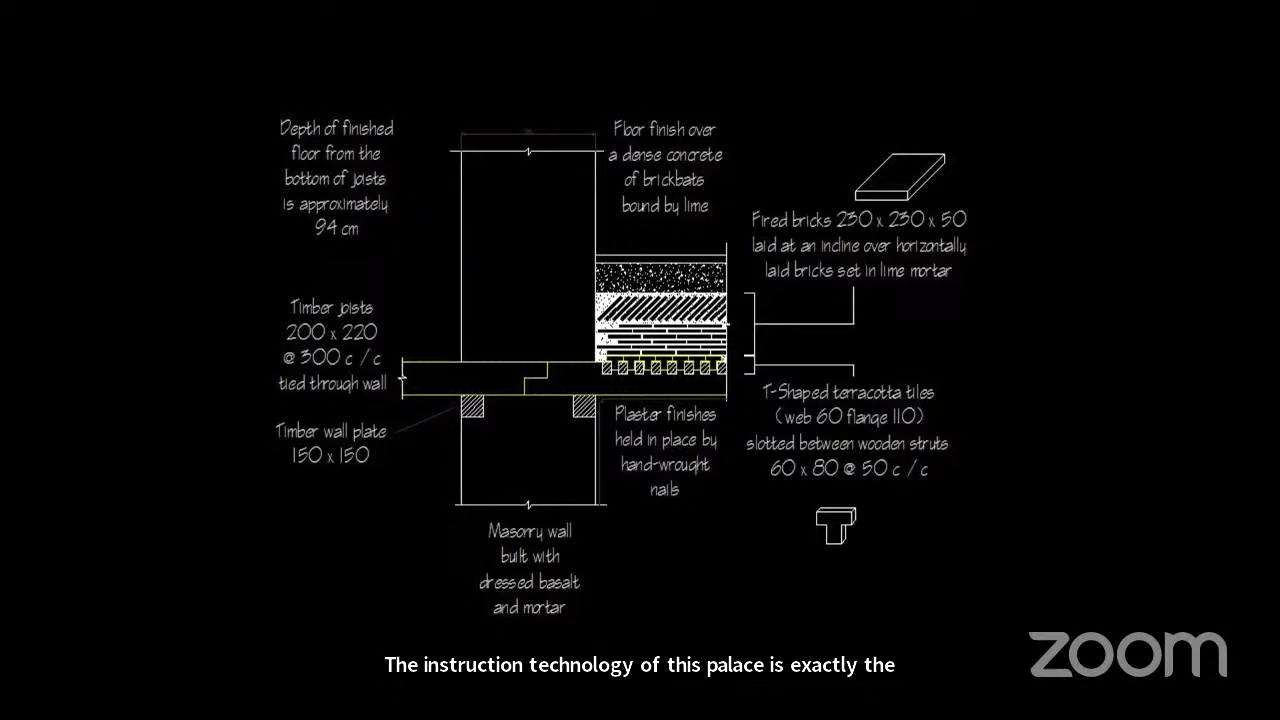 Depth of finished
floor from the
bottom of joists
is approximately
94 cm
Floor finish over
a dense concrete
of brickbats
bound by lime
Fired bricks 230 x 230 x 50
laid at an incline over horizontally
laid bricks set in lime mortar
Timber joists
200 x 220
@ 300 c / c
tied through wall
Timber wall plate
150 x 150
Plaster finishes
held in place by
hand-wrought
nails
T-Shaped terracotta tiles
(web 60 flange 110)
slotted between wooden struts
60 x 80 @ 50 c / c
Masonry wall
built with
dressed basalt
and mortar
The instruction technology of this palace is exactly the
zoom